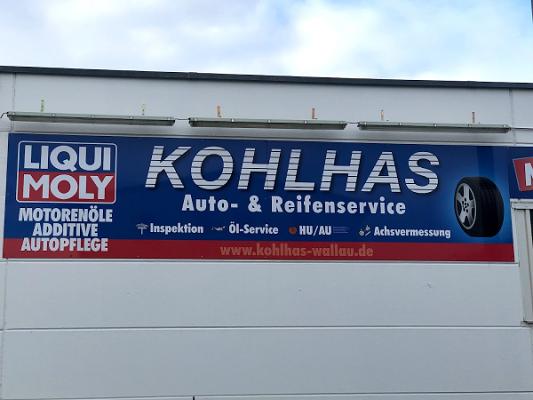 LIQUI
MOLY
MOTORENÖLE
ADDITIVE
AUTOPFLEGE
KOHLHAS
Auto- & Reifenservice
Inspektion Öl-Service HU/AU Achsvermessung
www.kohlhas-wallau.de